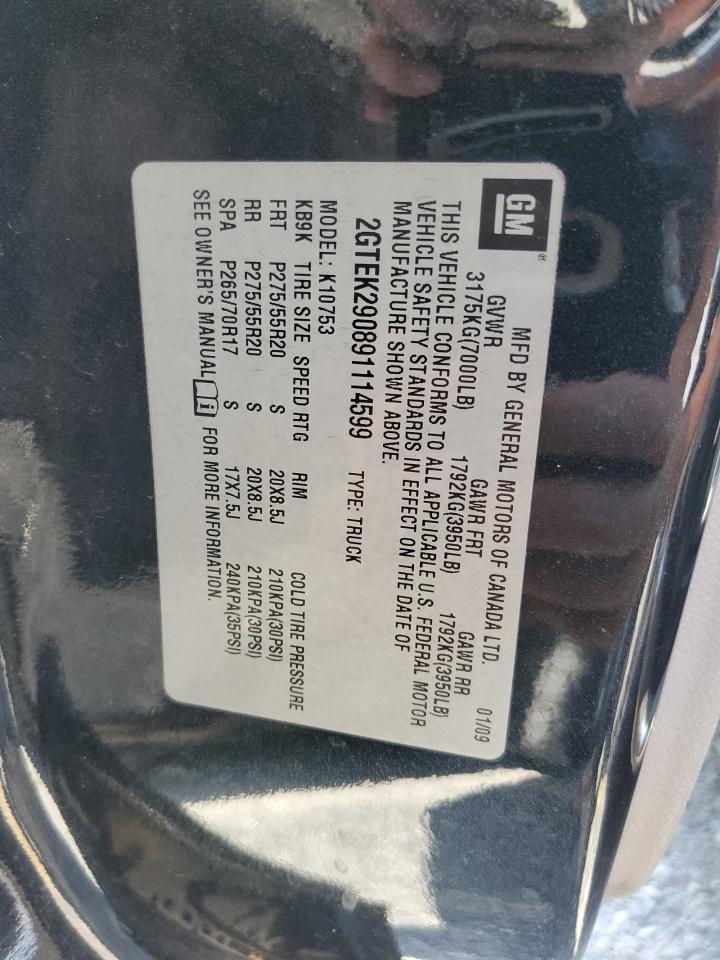 GM ®
MFD BY GENERAL MOTORS OF CANADA LTD. 01/09
GVWR GAWR FRT GAWR RR
3175KG(7000LB) 1792KG(3950LB) 1792KG(3950LB)
THIS VEHICLE CONFORMS TO ALL APPLICABLE U.S. FEDERAL MOTOR
VEHICLE SAFETY STANDARDS IN EFFECT ON THE DATE OF
MANUFACTURE SHOWN ABOVE.
2GTEK290891114599 TYPE: TRUCK
MODEL: K10753
KB9K TIRE SIZE SPEED RTG RIM COLD TIRE PRESSURE
FRT P275/55R20 S 20X8.5J 210KPA(30PSI)
RR P275/55R20 S 20X8.5J 210KPA(30PSI)
SPA P265/70R17 S 17X7.5J 240KPA(35PSI)
SEE OWNER'S MANUAL i FOR MORE INFORMATION.